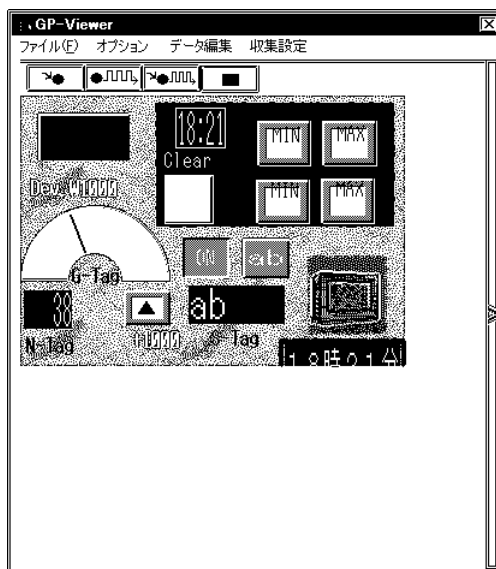 GP-Viewer
ファイル(F) オプション データ編集 収集設定
18:21
MIN MAX
Clear
Dev.W1000
MIN MAX
ON ab
G-Tag
38 ab
N-Tag +1000 S-Tag
18時21分